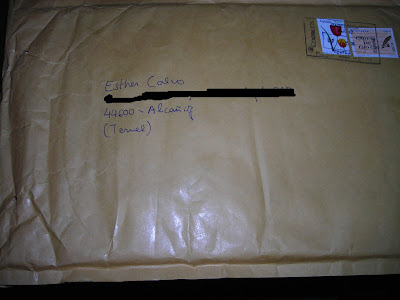 Esther Calvo
44600 - Alcañiz
(Teruel)